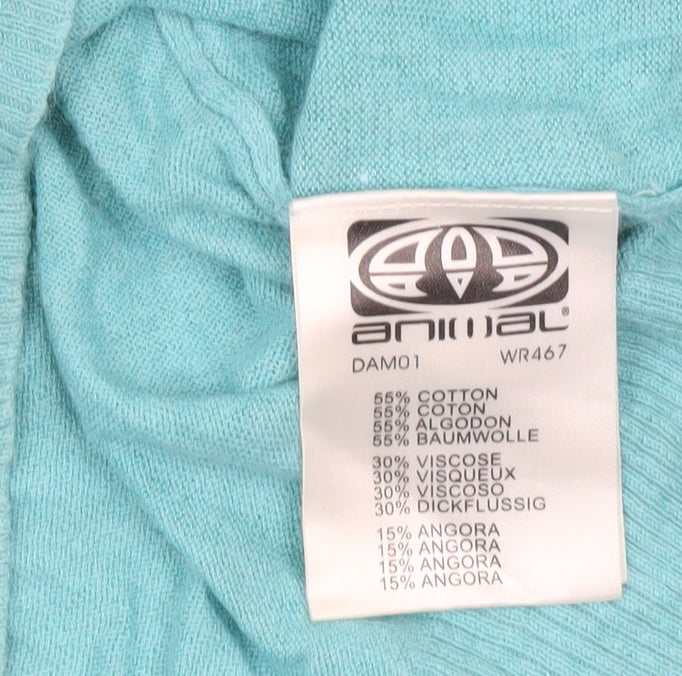 animal®
DAM01 WR467
55% COTTON
55% COTON
55% ALGODON
55% BAUMWOLLE
30% VISCOSE
30% VISQUEUX
30% VISCOSO
30% DICKFLUSSIG
15% ANGORA
15% ANGORA
15% ANGORA
15% ANGORA